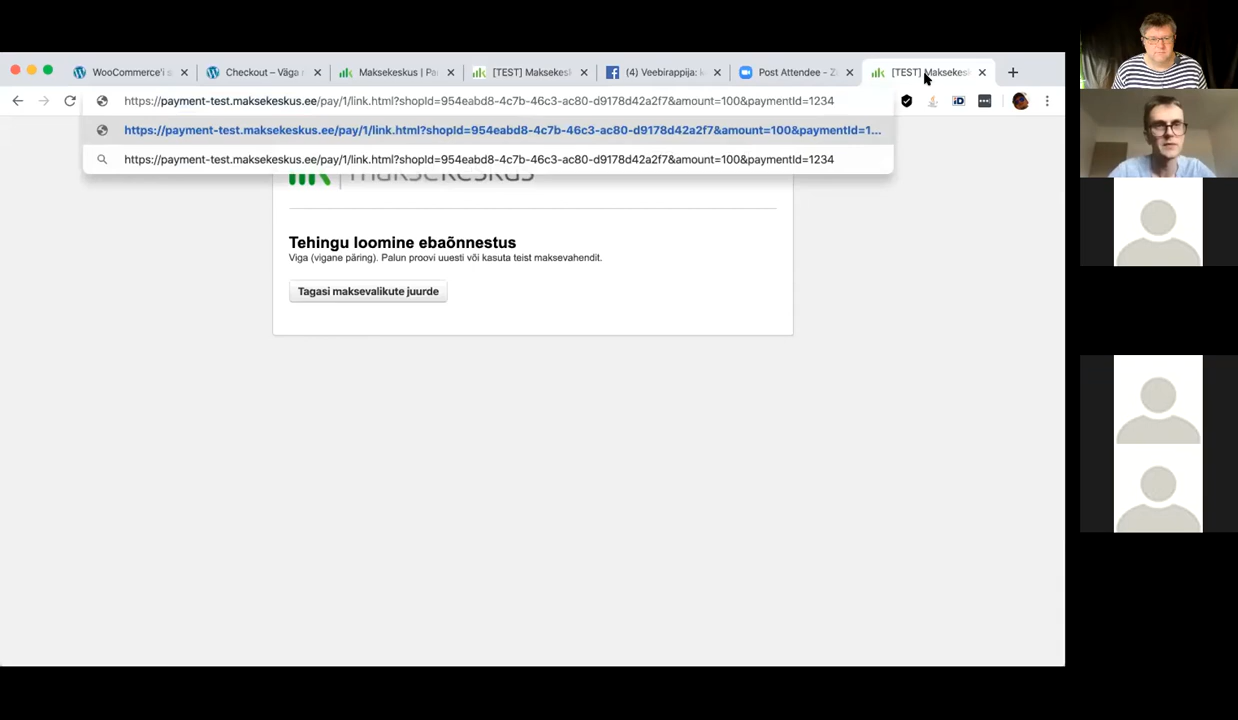 WooCommerce'i s
Checkout – Väga
Maksekeskus | Pa
[TEST] Maksekes
(4) Veebirappija: k
Post Attendee - Z
[TEST] Maksekesk
https://payment-test.maksekeskus.ee/pay/1/link.html?shopId=954eabd8-4c7b-46c3-ac80-d9178d42a2f7&amount=100&paymentId=1234
iD
https://payment-test.maksekeskus.ee/pay/1/link.html?shopId=954eabd8-4c7b-46c3-ac80-d9178d42a2f7&amount=100&paymentId=1...
https://payment-test.maksekeskus.ee/pay/1/link.html?shopId=954eabd8-4c7b-46c3-ac80-d9178d42a2f7&amount=100&paymentId=1234
maksekeskus
Tehingu loomine ebaõnnestus
Viga (vigane päring). Palun proovi uuesti või kasuta teist maksevahendit.
Tagasi maksevalikute juurde